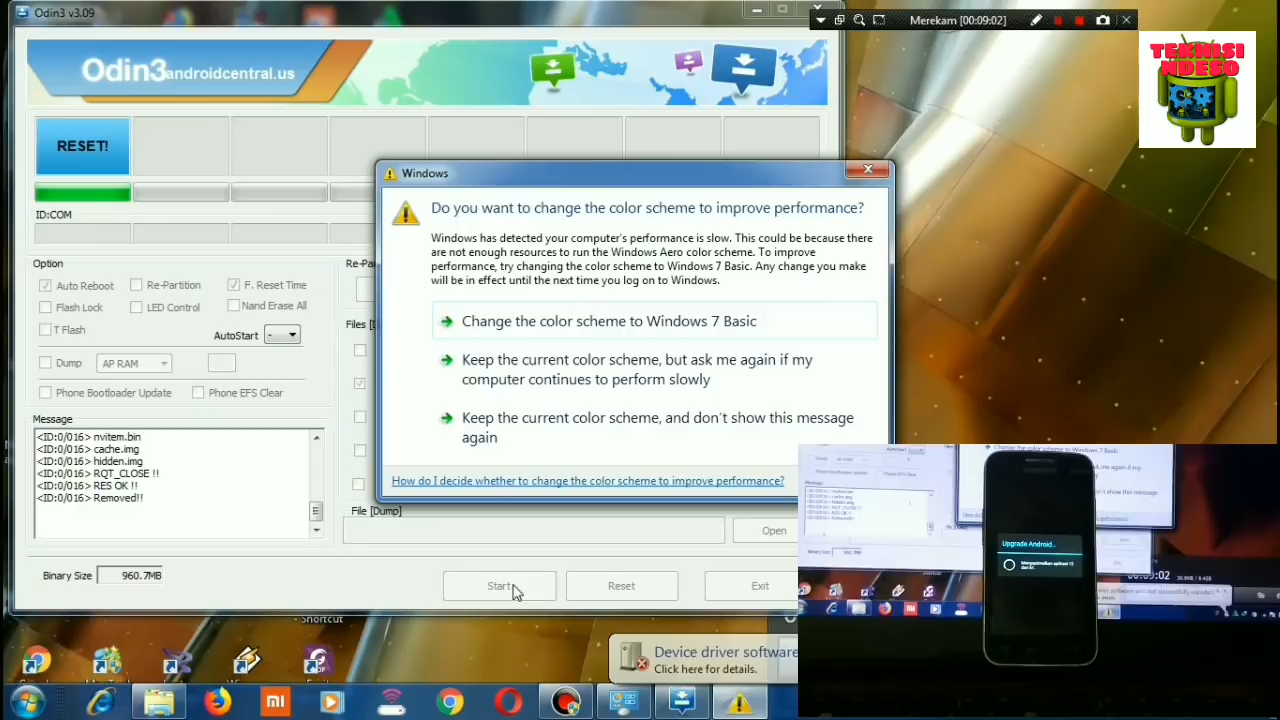 Odin3 v3.09
Merekam [00:09:02]
TEKNISI
NDESO
Odin3androidcentral.us
RESET!
ID:COM
Option
Auto Reboot
Re-Partition
F. Reset Time
Flash Lock
LED Control
Nand Erase All
T Flash
AutoStart
-
Dump
AP RAM
Phone Bootloader Update
Phone EFS Clear
Message
<ID:0/016> nvitem.bin
<ID:0/016> cache.img
<ID:0/016> hidden.img
<ID:0/016> RQT_CLOSE !!
<ID:0/016> RES OK !!
<ID:0/016> Removed!!
Binary Size
960.7MB
Re-Pa
Files [D
File [Dump]
Open
Start
Reset
Exit
Windows
Do you want to change the color scheme to improve performance?
Windows has detected your computer's performance is slow. This could be because there
are not enough resources to run the Windows Aero color scheme. To improve
performance, try changing the color scheme to Windows 7 Basic. Any change you make
will be in effect until the next time you log on to Windows.
Change the color scheme to Windows 7 Basic
Keep the current color scheme, but ask me again if my
computer continues to perform slowly
Keep the current color scheme, and don't show this message
again
How do I decide whether to change the color scheme to improve performance?
Shortcut
Device driver software
Click here for details.
Upgrade Android..
Mengoptimalkan aplikasi 12